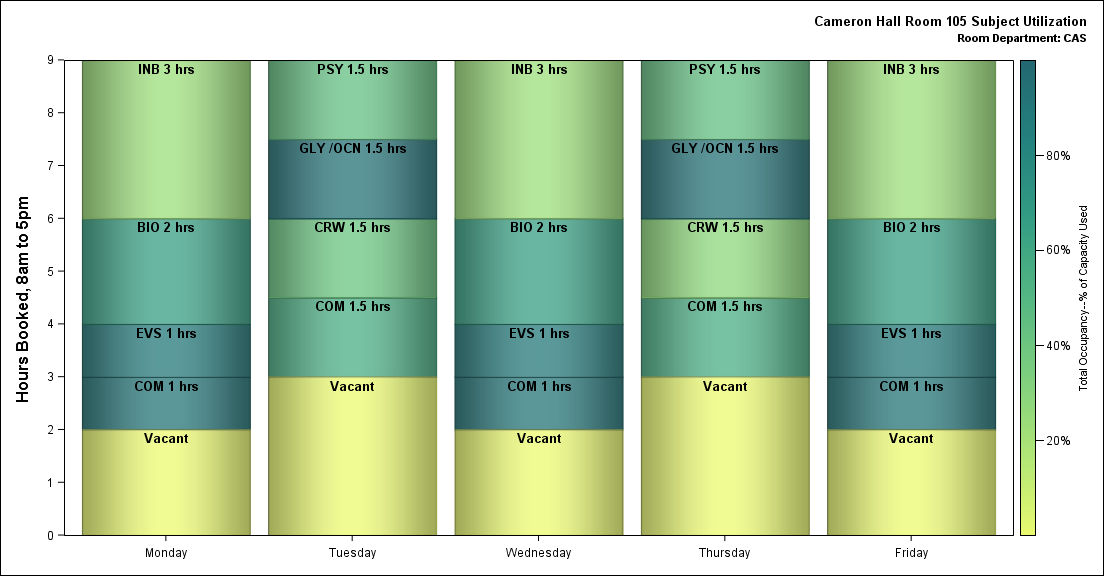 Cameron Hall Room 105 Subject Utilization
Room Department: CAS
Hours Booked, 8am to 5pm
9
8
7
6
5
4
3
2
1
0
INB 3 hrs
BIO 2 hrs
EVS 1 hrs
COM 1 hrs
Vacant
PSY 1.5 hrs
GLY /OCN 1.5 hrs
CRW 1.5 hrs
COM 1.5 hrs
Vacant
INB 3 hrs
BIO 2 hrs
EVS 1 hrs
COM 1 hrs
Vacant
PSY 1.5 hrs
GLY /OCN 1.5 hrs
CRW 1.5 hrs
COM 1.5 hrs
Vacant
INB 3 hrs
BIO 2 hrs
EVS 1 hrs
COM 1 hrs
Vacant
Monday
Tuesday
Wednesday
Thursday
Friday
80%
60%
40%
20%
Total Occupancy--% of Capacity Used